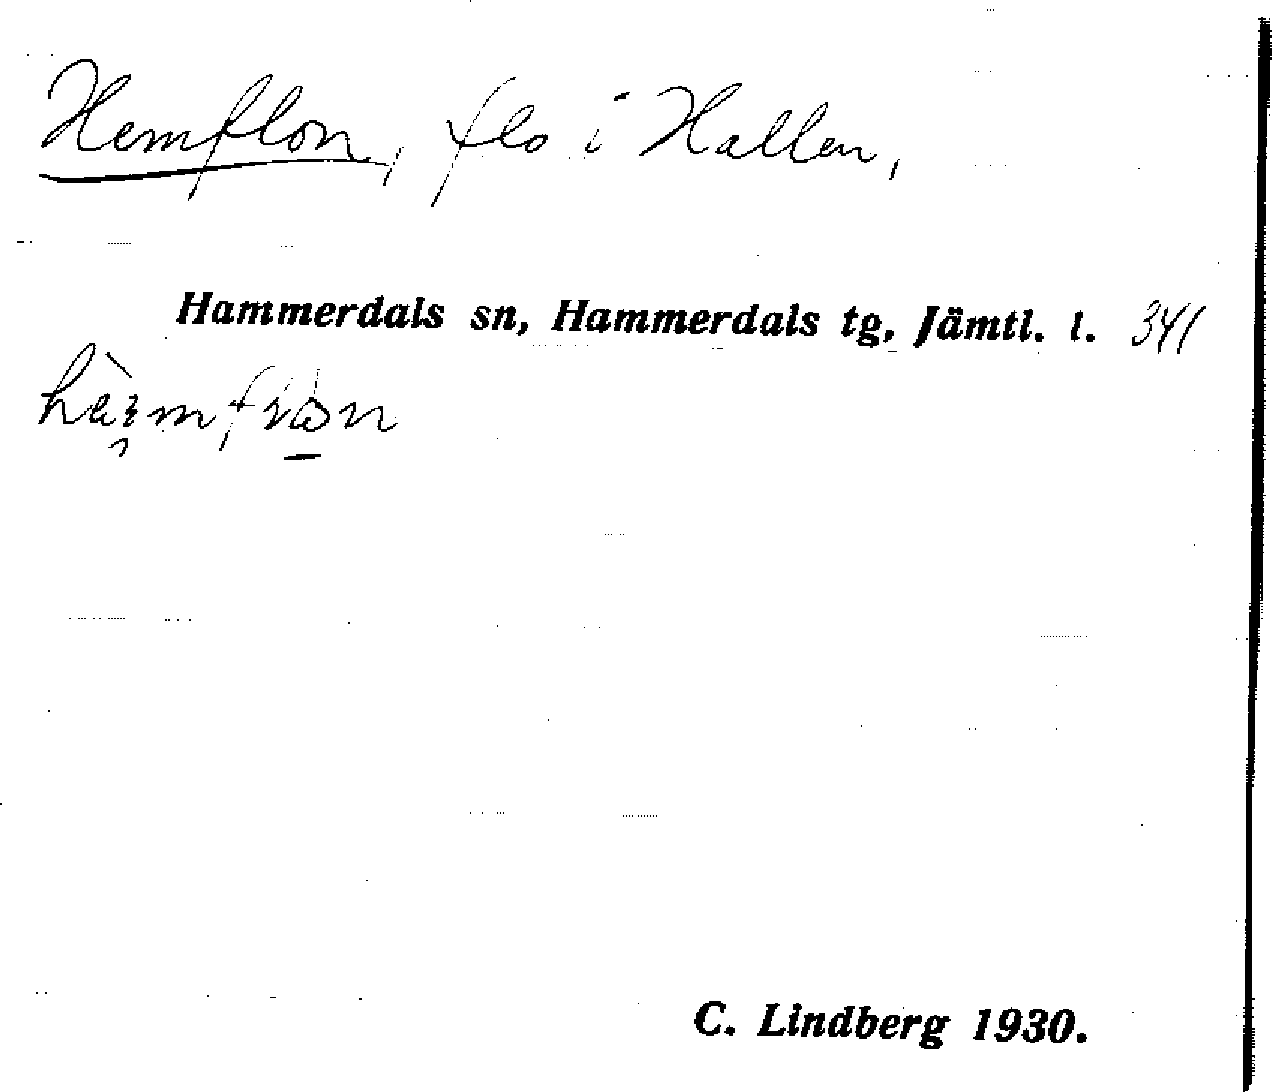 Hemflon, flo i Hallen,
Hammerdals sn, Hammerdals tg, Jämtl. l. 341
C. Lindberg 1930.